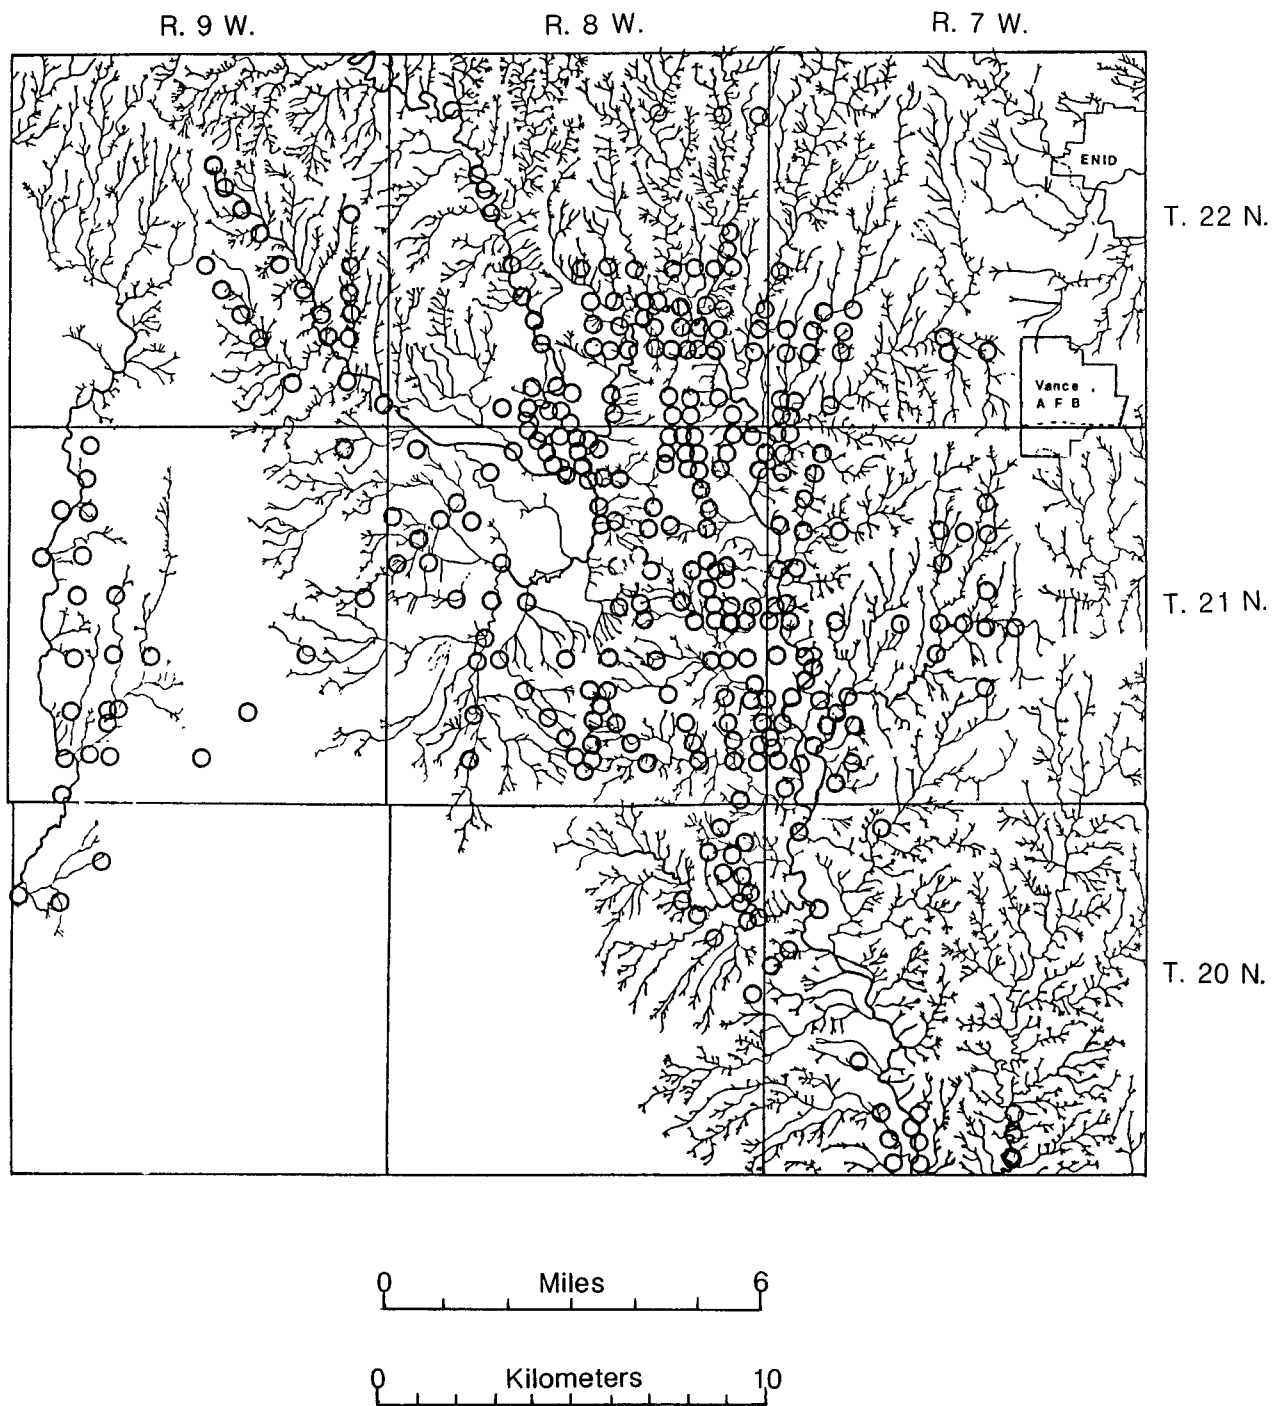 R. 9 W. R. 8 W. R. 7 W.
ENID
T. 22 N.
Vance
A F B
T. 21 N.
T. 20 N.
0 Miles 6
0 Kilometers 10